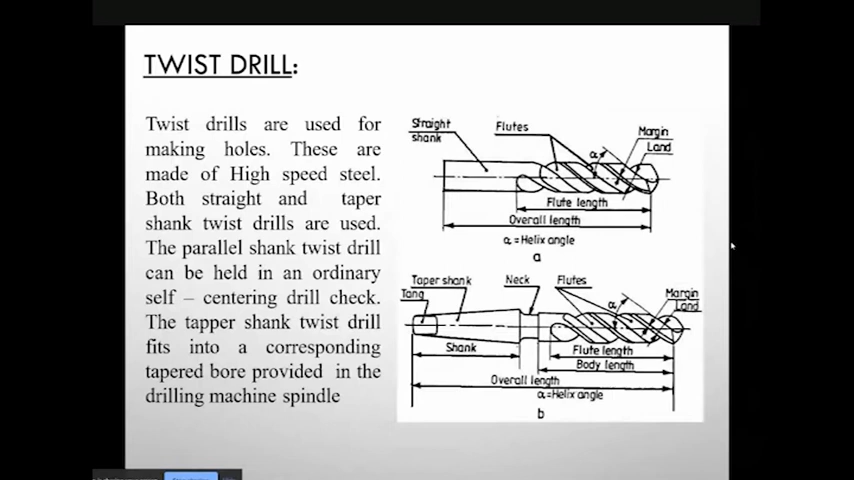 TWIST DRILL:
Twist drills are used for
making holes. These are
made of High speed steel.
Both straight and taper
shank twist drills are used.
The parallel shank twist drill
can be held in an ordinary
self – centering drill check.
The tapper shank twist drill
fits into a corresponding
tapered bore provided in the
drilling machine spindle
Straight
shank
Flutes
α
Margin
Land
Flute length
Overall length
α = Helix angle
a
Taper shank
Tang
Neck
Flutes
α
Margin
Land
Shank
Flute length
Body length
Overall length
α = Helix angle
b